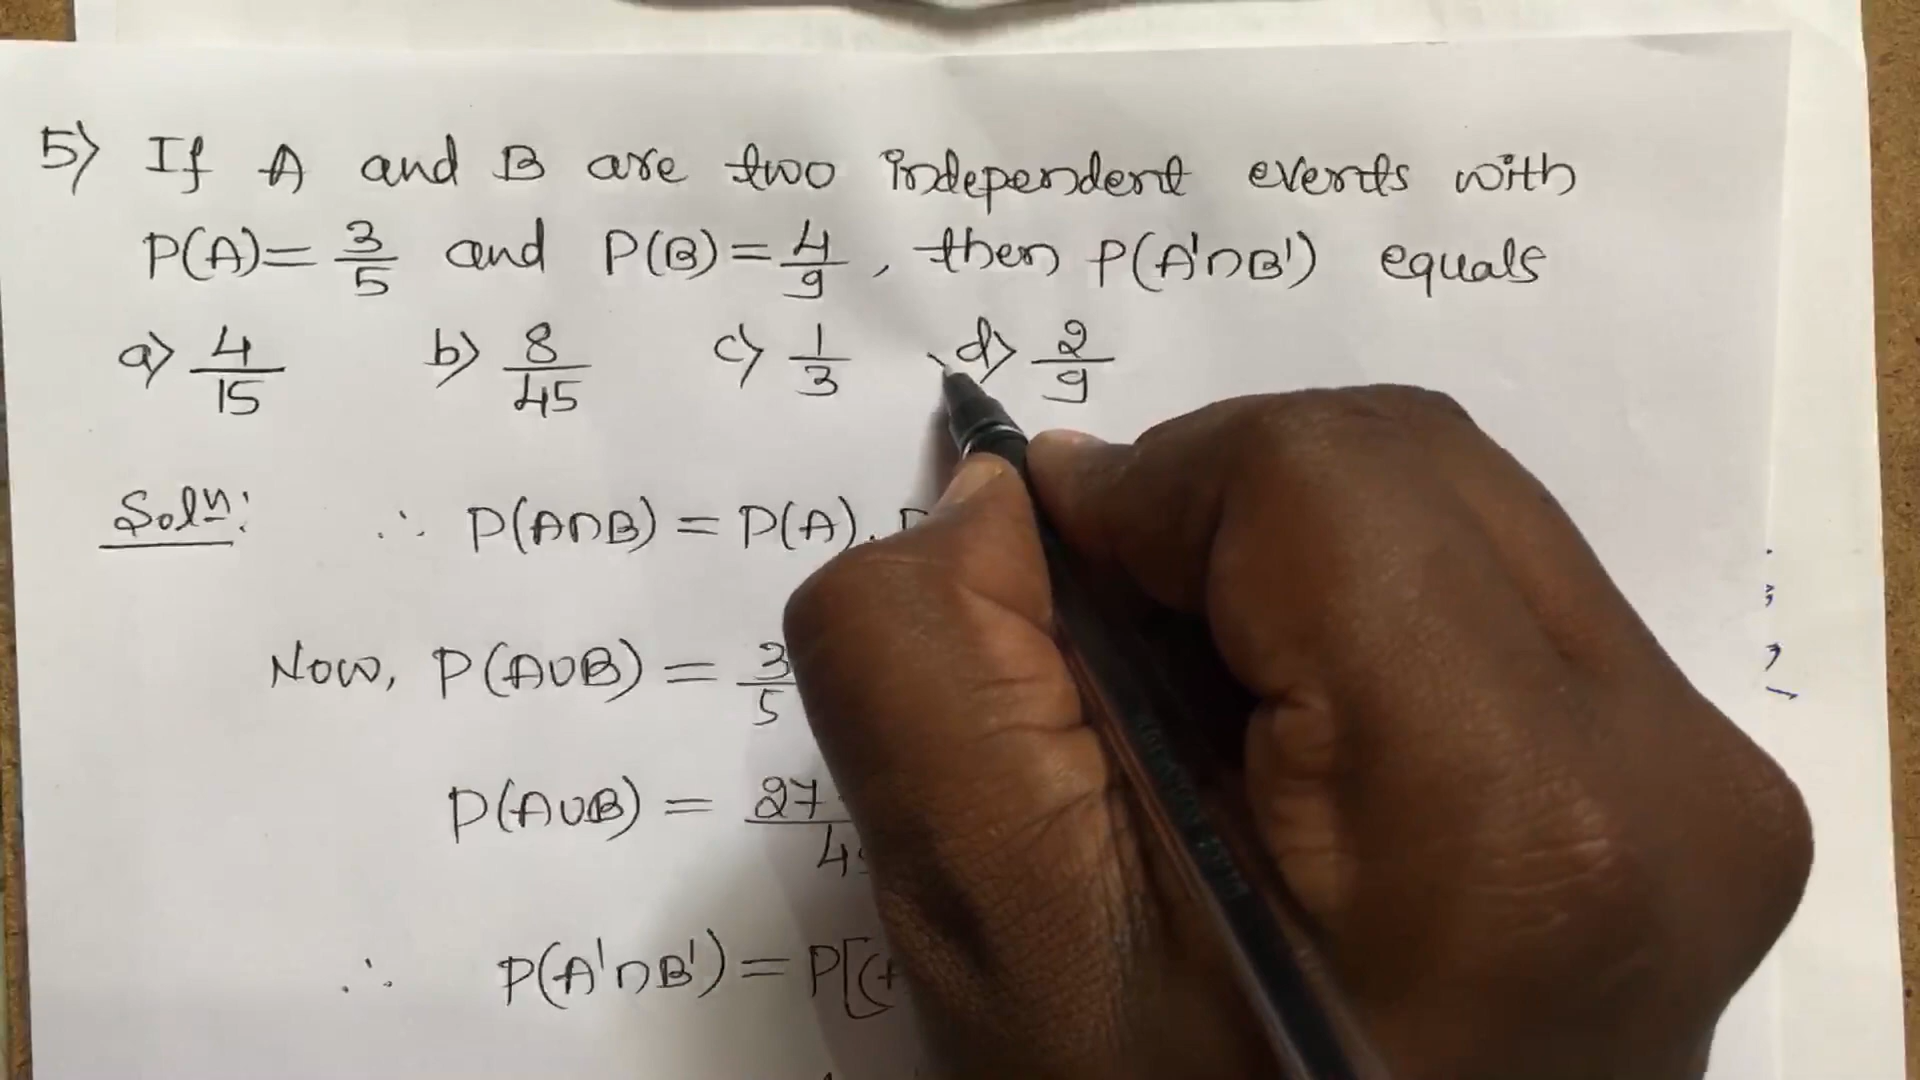 5) If A and B are two independent events with
P(A)= 3/5 and P(B)= 4/9, then P(A'∩B') equals
a) 4/15 b) 8/45 c) 1/3 d) 2/9
Soln: ∴ P(A∩B) = P(A).
Now, P(A∪B) = 3/5
P(A∪B) = 27
∴ P(A'∩B') = P[(